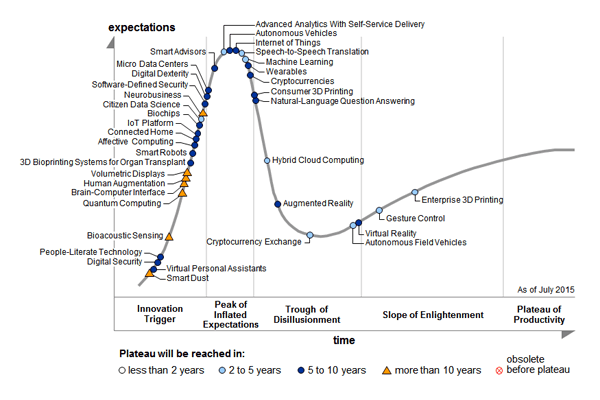 expectations
Advanced Analytics With Self-Service Delivery
Autonomous Vehicles
Internet of Things
Smart Advisors
Speech-to-Speech Translation
Machine Learning
Micro Data Centers
Wearables
Digital Dexterity
Cryptocurrencies
Software-Defined Security
Consumer 3D Printing
Neurobusiness
Natural-Language Question Answering
Citizen Data Science
Biochips
IoT Platform
Connected Home
Affective Computing
Smart Robots
3D Bioprinting Systems for Organ Transplant
Hybrid Cloud Computing
Volumetric Displays
Human Augmentation
Brain-Computer Interface
Quantum Computing
Enterprise 3D Printing
Augmented Reality
Gesture Control
Bioacoustic Sensing
Virtual Reality
Cryptocurrency Exchange
Autonomous Field Vehicles
People-Literate Technology
Digital Security
Virtual Personal Assistants
Smart Dust
As of July 2015
Innovation
Trigger
Peak of
Inflated
Expectations
Trough of
Disillusionment
Slope of Enlightenment
Plateau of
Productivity
time
Plateau will be reached in:
less than 2 years
2 to 5 years
5 to 10 years
more than 10 years
obsolete
before plateau